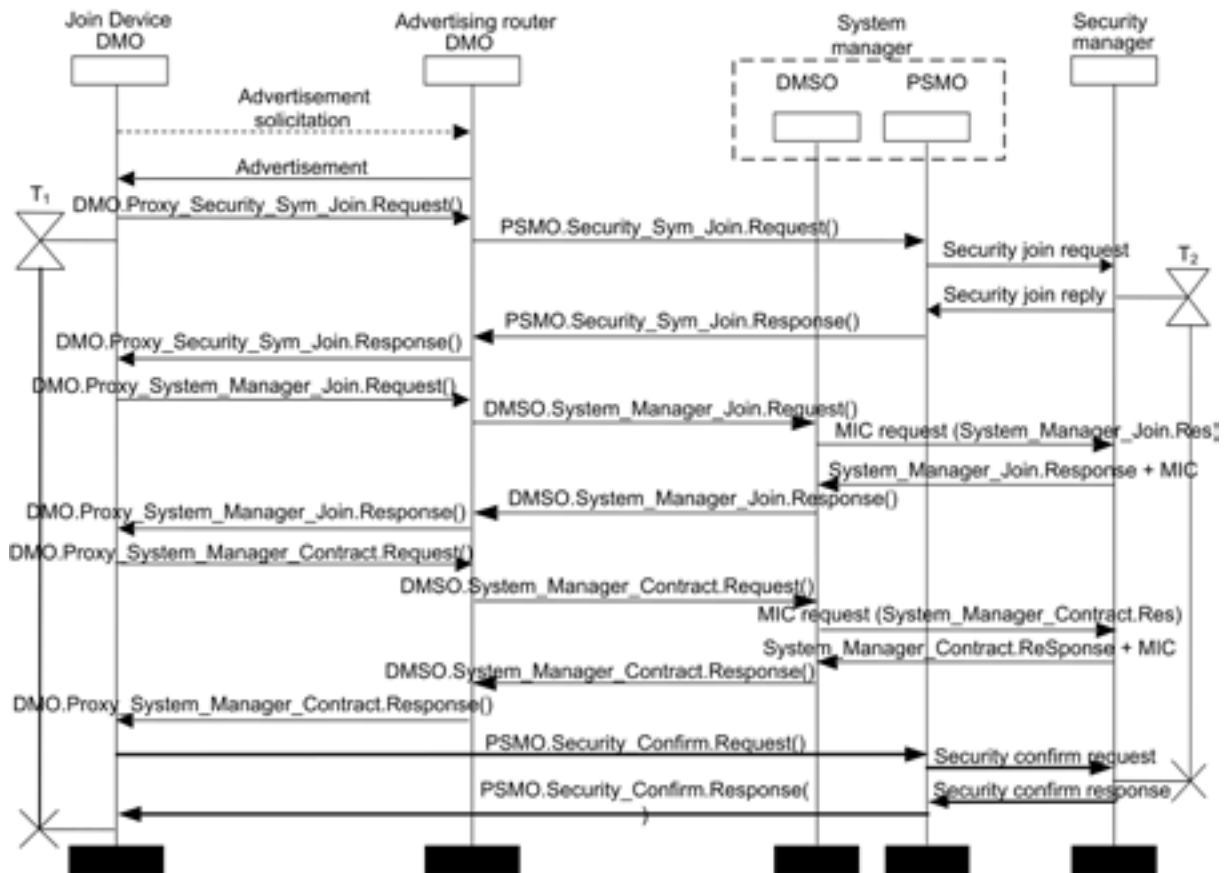 Join Device
DMO
Advertising router
DMO
System
manager
Security
manager
DMSO
PSMO
Advertisement
solicitation
Advertisement
T1
DMO.Proxy_Security_Sym_Join.Request()
PSMO.Security_Sym_Join.Request()
Security join request
T2
Security join reply
PSMO.Security_Sym_Join.Response()
DMO.Proxy_Security_Sym_Join.Response()
DMO.Proxy_System_Manager_Join.Request()
DMSO.System_Manager_Join.Request()
MIC request (System_Manager_Join.Res)
System_Manager_Join.Response + MIC
DMSO.System_Manager_Join.Response()
DMO.Proxy_System_Manager_Join.Response()
DMO.Proxy_System_Manager_Contract.Request()
DMSO.System_Manager_Contract.Request()
MIC request (System_Manager_Contract.Res)
System_Manager_Contract.ReSponse + MIC
DMSO.System_Manager_Contract.Response()
DMO.Proxy_System_Manager_Contract.Response()
PSMO.Security_Confirm.Request()
Security confirm request
PSMO.Security_Confirm.Response(
)
Security confirm response